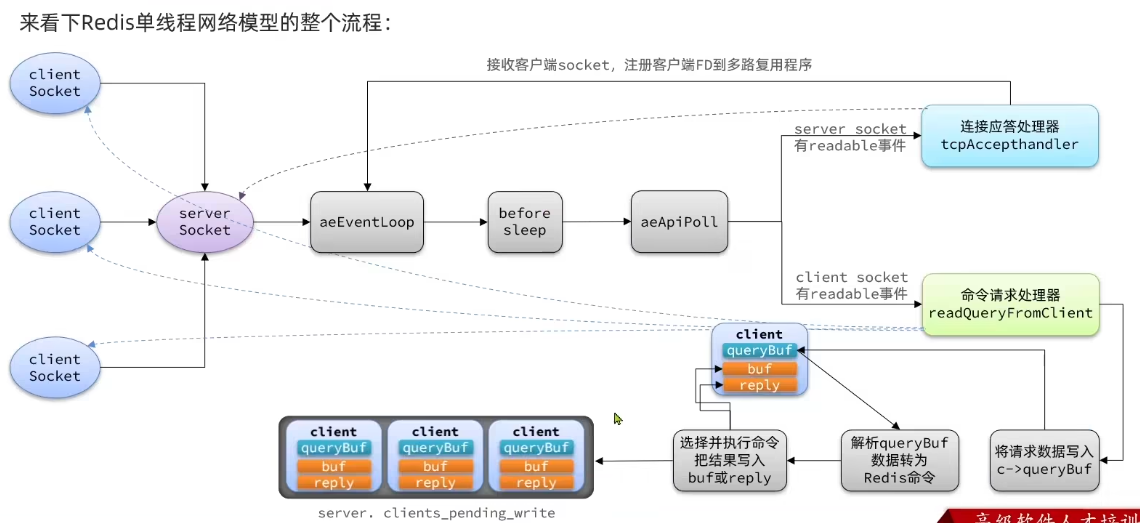 来看下Redis单线程网络模型的整个流程：
client
Socket
client
Socket
client
Socket
server
Socket
aeEventLoop
before
sleep
aeApiPoll
接收客户端socket，注册客户端FD到多路复用程序
server socket
有readable事件
连接应答处理器
tcpAccepthandler
client socket
有readable事件
命令请求处理器
readQueryFromClient
client
queryBuf
buf
reply
将请求数据写入
c->queryBuf
解析queryBuf
数据转为
Redis命令
选择并执行命令
把结果写入
buf或reply
client
queryBuf
buf
reply
client
queryBuf
buf
reply
client
queryBuf
buf
reply
server. clients_pending_write
高级软件人才培训